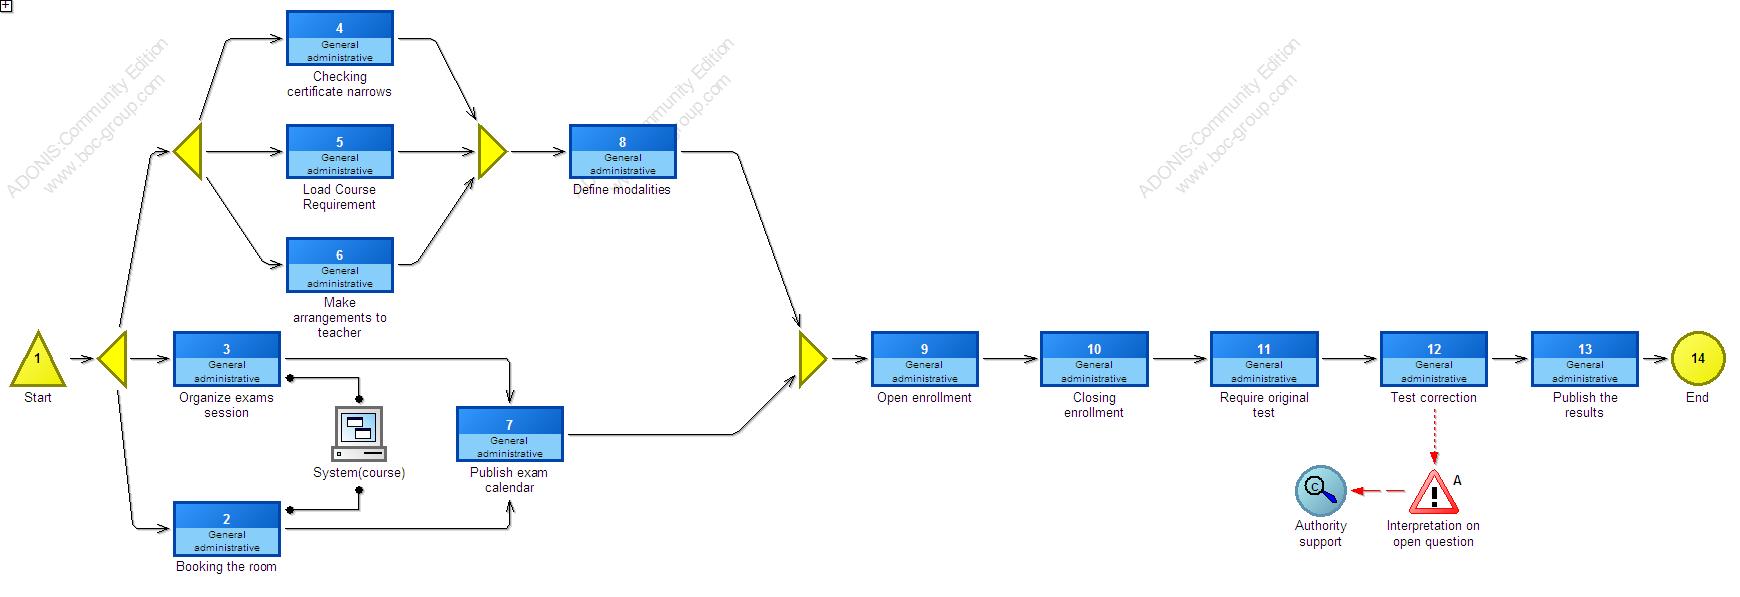 ADONIS:Community Edition
www.boc-group.com
munity Edition
group.com
ADONIS:Community Edition
www.boc-group.com
4
General
administrative
Checking
certificate narrows
5
General
administrative
Load Course
Requirement
6
General
administrative
Make
arrangements to
teacher
8
General
administrative
Define modalities
1
Start
3
General
administrative
Organize exams
session
System(course)
2
General
administrative
Booking the room
7
General
administrative
Publish exam
calendar
9
General
administrative
Open enrollment
10
General
administrative
Closing
enrollment
11
General
administrative
Require original
test
12
General
administrative
Test correction
13
General
administrative
Publish the
results
14
End
C
Authority
support
A
Interpretation on
open question